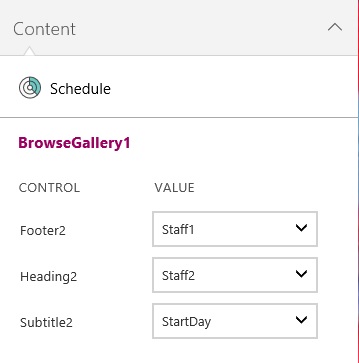 Content
Schedule
BrowseGallery1
CONTROL VALUE
Footer2 Staff1
Heading2 Staff2
Subtitle2 StartDay